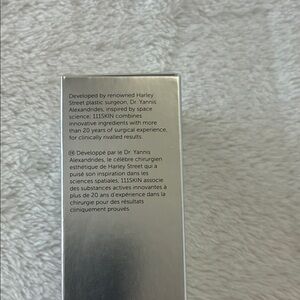 Developed by renowned Harley
Street plastic surgeon, Dr. Yannis
Alexandrides, inspired by space
science; 111SKIN combines
innovative ingredients with more
than 20 years of surgical experience,
for clinically rivalled results.
FR Développé par le Dr. Yannis
Alexandrides, le célèbre chirurgien
esthétique de Harley Street qui a
puisé son inspiration dans les
sciences spatiales, 111SKIN associe
des substances actives innovantes à
plus de 20 ans d'expérience dans la
chirurgie pour des résultats
cliniquement prouvés.